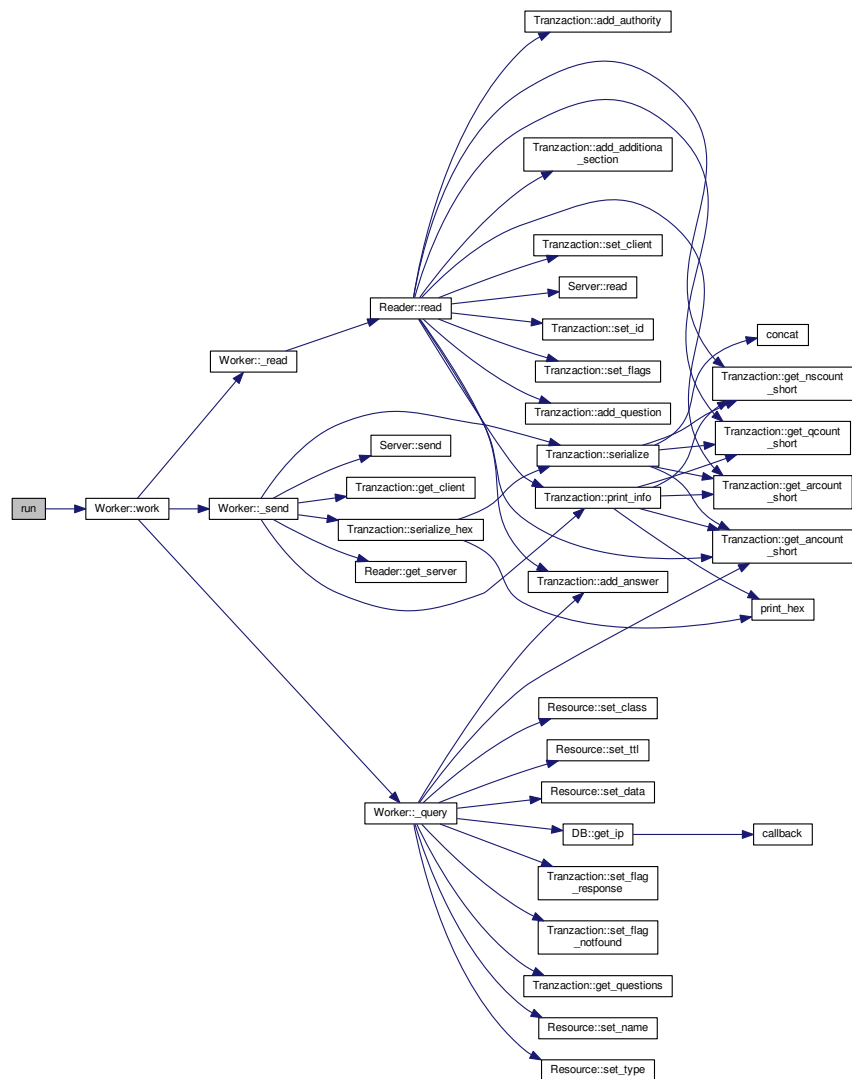 Tranzaction::add_authority
Tranzaction::add_additiona
_section
Tranzaction::set_client
Server::read
Reader::read
Tranzaction::set_id
concat
Worker::_read
Tranzaction::set_flags
Tranzaction::get_nscount
_short
Tranzaction::add_question
Tranzaction::get_qcount
_short
Server::send
Tranzaction::serialize
Tranzaction::get_client
Tranzaction::print_info
Tranzaction::get_arcount
_short
run
Worker::work
Worker::_send
Tranzaction::serialize_hex
Tranzaction::get_ancount
_short
Reader::get_server
Tranzaction::add_answer
print_hex
Resource::set_class
Resource::set_ttl
Resource::set_data
Worker::_query
DB::get_ip
callback
Tranzaction::set_flag
_response
Tranzaction::set_flag
_notfound
Tranzaction::get_questions
Resource::set_name
Resource::set_type